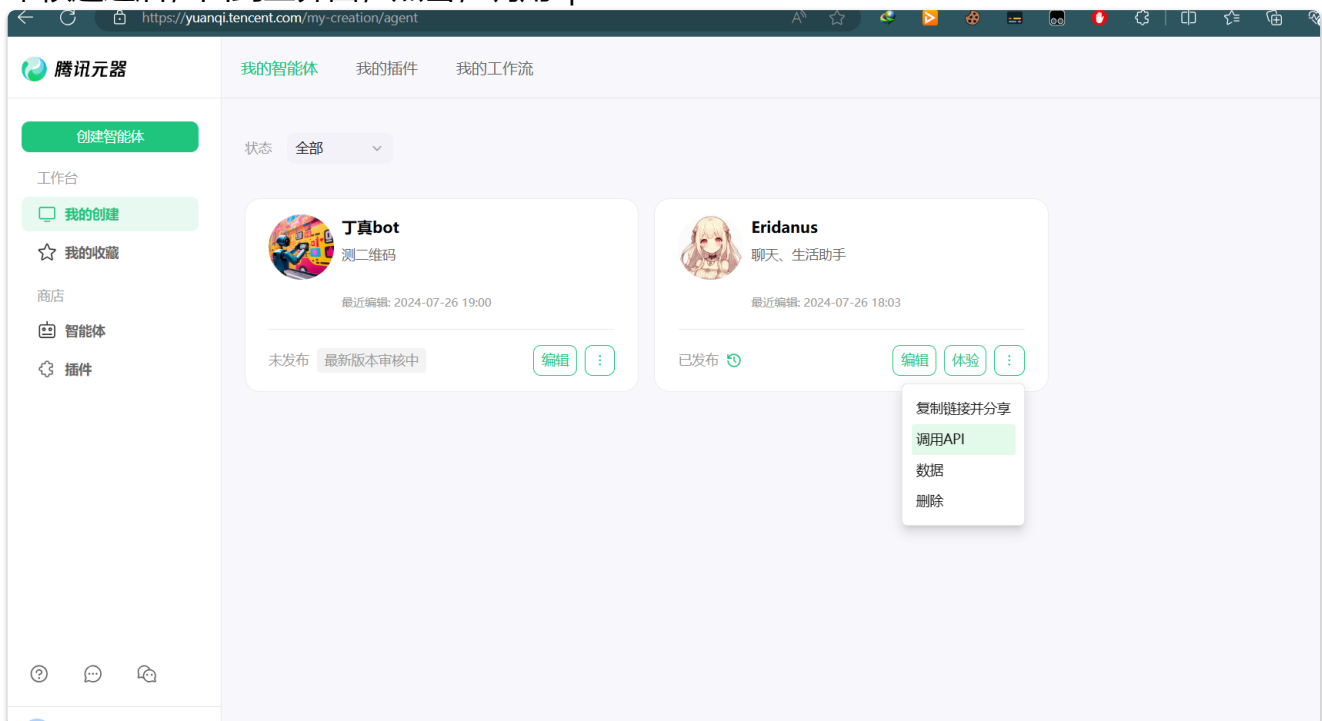 https://yuanqi.tencent.com/my-creation/agent
腾讯元器
我的智能体 我的插件 我的工作流
创建智能体
状态 全部
工作台
我的创建
我的收藏
商店
智能体
插件
丁真bot
测二维码
最近编辑: 2024-07-26 19:00
未发布 最新版本审核中 编辑
Eridanus
聊天、生活助手
最近编辑: 2024-07-26 18:03
已发布 编辑 体验
复制链接并分享
调用API
数据
删除